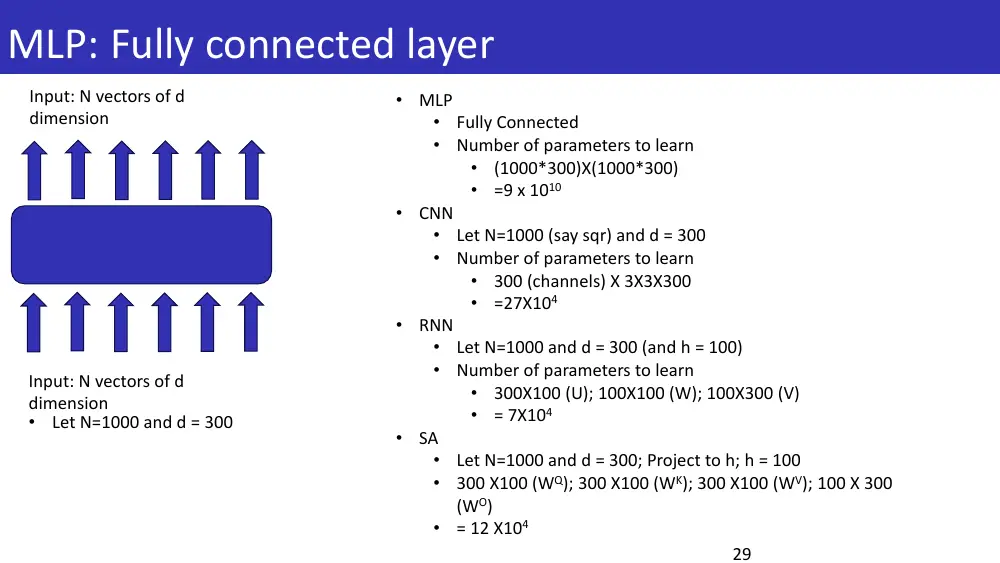 MLP: Fully connected layer
Input: N vectors of d
dimension
Input: N vectors of d
dimension
• Let N=1000 and d = 300
• MLP
• Fully Connected
• Number of parameters to learn
• (1000*300)X(1000*300)
• =9 x 10¹⁰
• CNN
• Let N=1000 (say sqr) and d = 300
• Number of parameters to learn
• 300 (channels) X 3X3X300
• =27X10⁴
• RNN
• Let N=1000 and d = 300 (and h = 100)
• Number of parameters to learn
• 300X100 (U); 100X100 (W); 100X300 (V)
• = 7X10⁴
• SA
• Let N=1000 and d = 300; Project to h; h = 100
• 300 X100 (W^Q); 300 X100 (W^K); 300 X100 (W^V); 100 X 300
(W^O)
• = 12 X10⁴
29